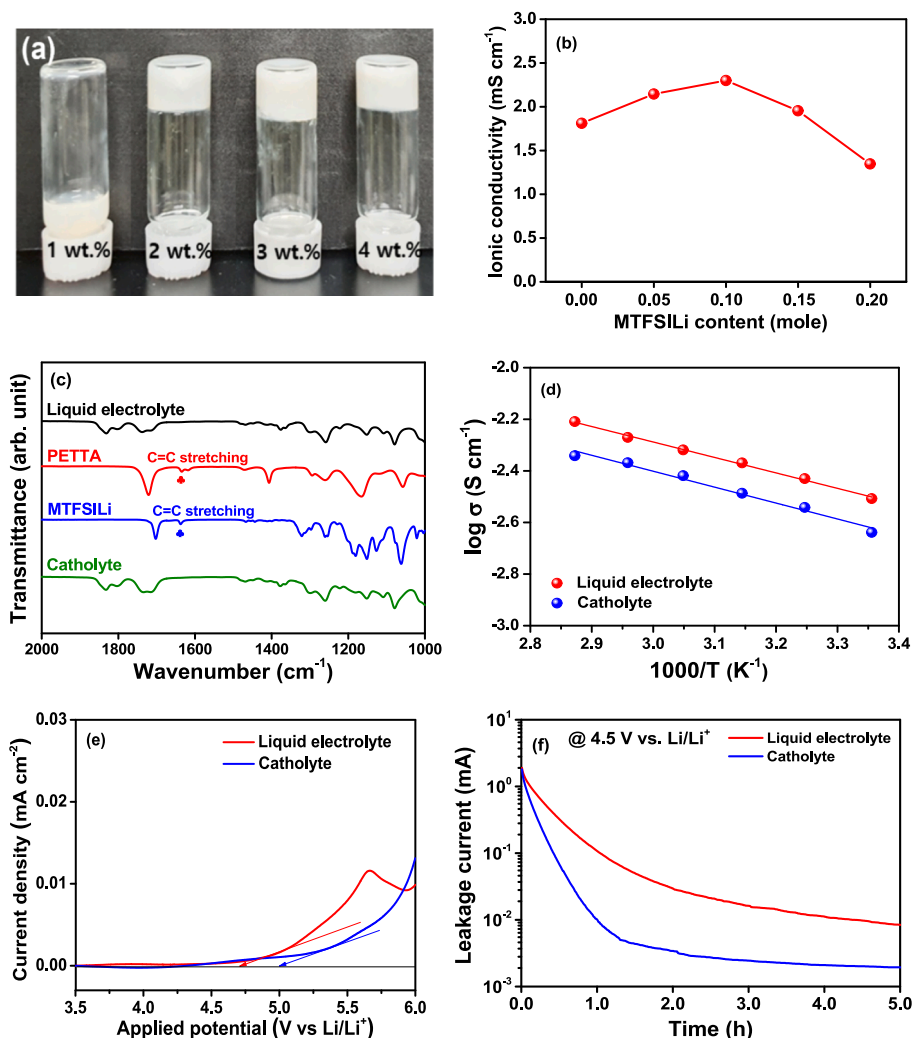 (a)
1 wt.% 2 wt.% 3 wt.% 4 wt.%
(b)
Ionic conductivity (mS cm⁻¹)
3.0
2.5
2.0
1.5
1.0
0.5
0.0
0.00 0.05 0.10 0.15 0.20
MTFSILi content (mole)
(c)
Transmittance (arb. unit)
Liquid electrolyte
PETTA
C=C stretching
MTFSILi
C=C stretching
Catholyte
2000 1800 1600 1400 1200 1000
Wavenumber (cm⁻¹)
(d)
log σ (S cm⁻¹)
-2.0
-2.2
-2.4
-2.6
-2.8
-3.0
Liquid electrolyte
Catholyte
2.8 2.9 3.0 3.1 3.2 3.3 3.4
1000/T (K⁻¹)
(e)
Current density (mA cm⁻²)
0.03
0.02
0.01
0.00
Liquid electrolyte
Catholyte
3.5 4.0 4.5 5.0 5.5 6.0
Applied potential (V vs Li/Li⁺)
(f)
@ 4.5 V vs. Li/Li⁺
Leakage current (mA)
10¹
10⁰
10⁻¹
10⁻²
10⁻³
Liquid electrolyte
Catholyte
0.0 1.0 2.0 3.0 4.0 5.0
Time (h)